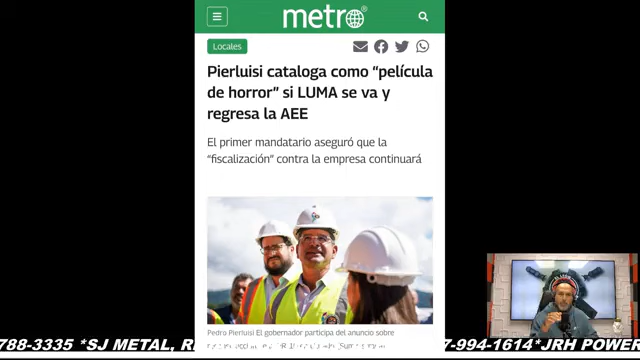 metro
Locales
Pierluisi cataloga como “película
de horror” si LUMA se va y
regresa la AEE
El primer mandatario aseguró que la
“fiscalización” contra la empresa continuará
Pedro Pierluisi El gobernador participa del anuncio sobre
788-3335 *SJ METAL, R
7-994-1614*JRH POWER